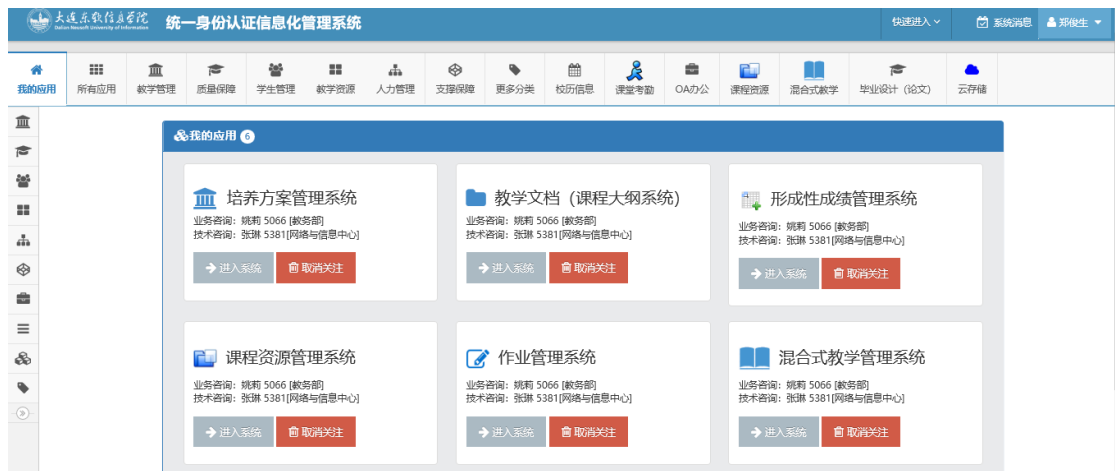 大连东软信息学院
Dalian Neusoft University of Information
统一身份认证信息化管理系统
快速进入
系统消息
郑俊生
我的应用
所有应用
教学管理
质量保障
学生管理
教学资源
人力管理
支撑保障
更多分类
校历信息
课堂考勤
OA办公
课程资源
混合式教学
毕业设计（论文）
云存储
我的应用 6
培养方案管理系统
业务咨询：姚莉 5066 [教务部]
技术咨询：张琳 5381[网络与信息中心]
进入系统
取消关注
教学文档（课程大纲系统）
业务咨询：姚莉 5066 [教务部]
技术咨询：张琳 5381[网络与信息中心]
进入系统
取消关注
形成性成绩管理系统
业务咨询：姚莉 5066 [教务部]
技术咨询：张琳 5381[网络与信息中心]
进入系统
取消关注
课程资源管理系统
业务咨询：姚莉 5066 [教务部]
技术咨询：张琳 5381[网络与信息中心]
进入系统
取消关注
作业管理系统
业务咨询：姚莉 5066 [教务部]
技术咨询：张琳 5381[网络与信息中心]
进入系统
取消关注
混合式教学管理系统
业务咨询：姚莉 5066 [教务部]
技术咨询：张琳 5381[网络与信息中心]
进入系统
取消关注